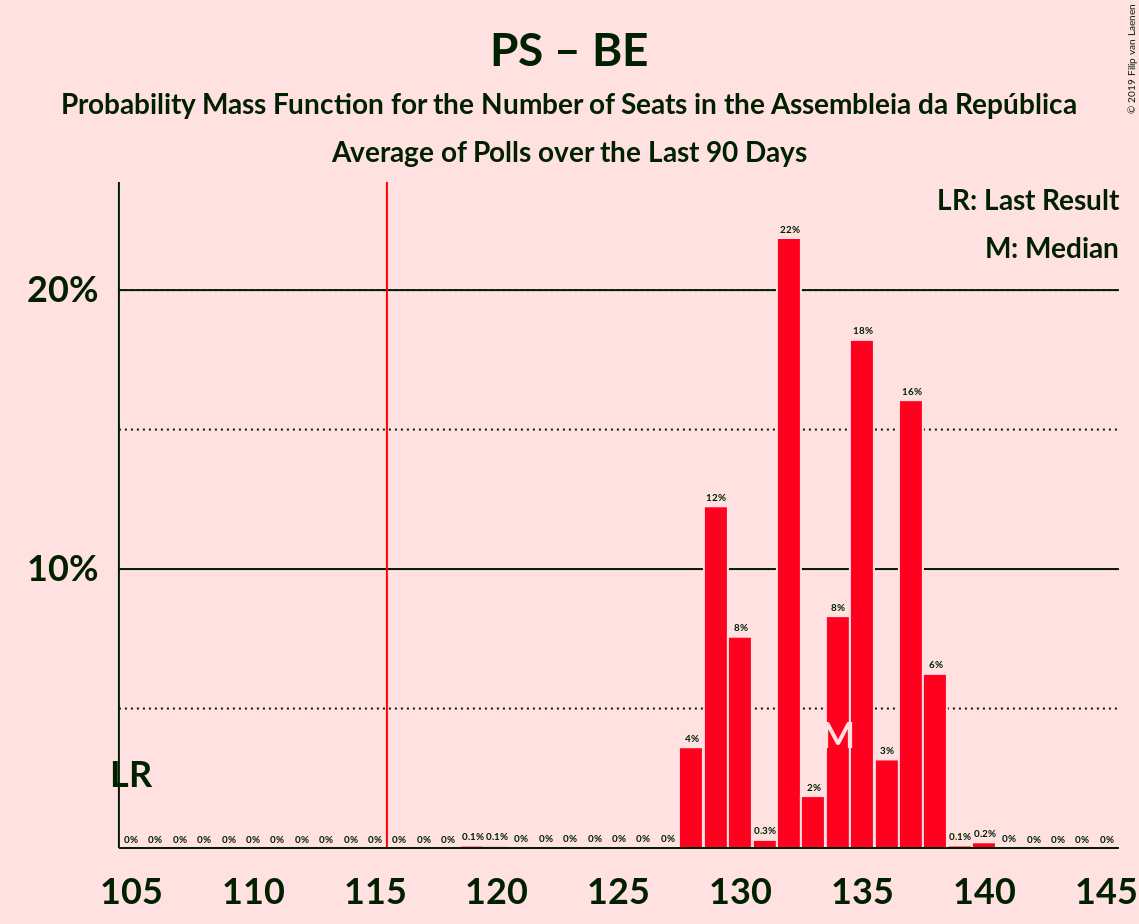 PS – BE
Probability Mass Function for the Number of Seats in the Assembleia da República
Average of Polls over the Last 90 Days
© 2019 Filip van Laenen
LR: Last Result
M: Median
20%
10%
22%
18%
16%
12%
8%
8%
6%
4%
3%
2%
M
LR
0% 0% 0% 0% 0% 0% 0% 0% 0% 0% 0% 0% 0% 0% 0.1% 0.1% 0% 0% 0% 0% 0% 0% 0% 0.3% 0.1% 0.2% 0% 0% 0% 0% 0%
105 110 115 120 125 130 135 140 145